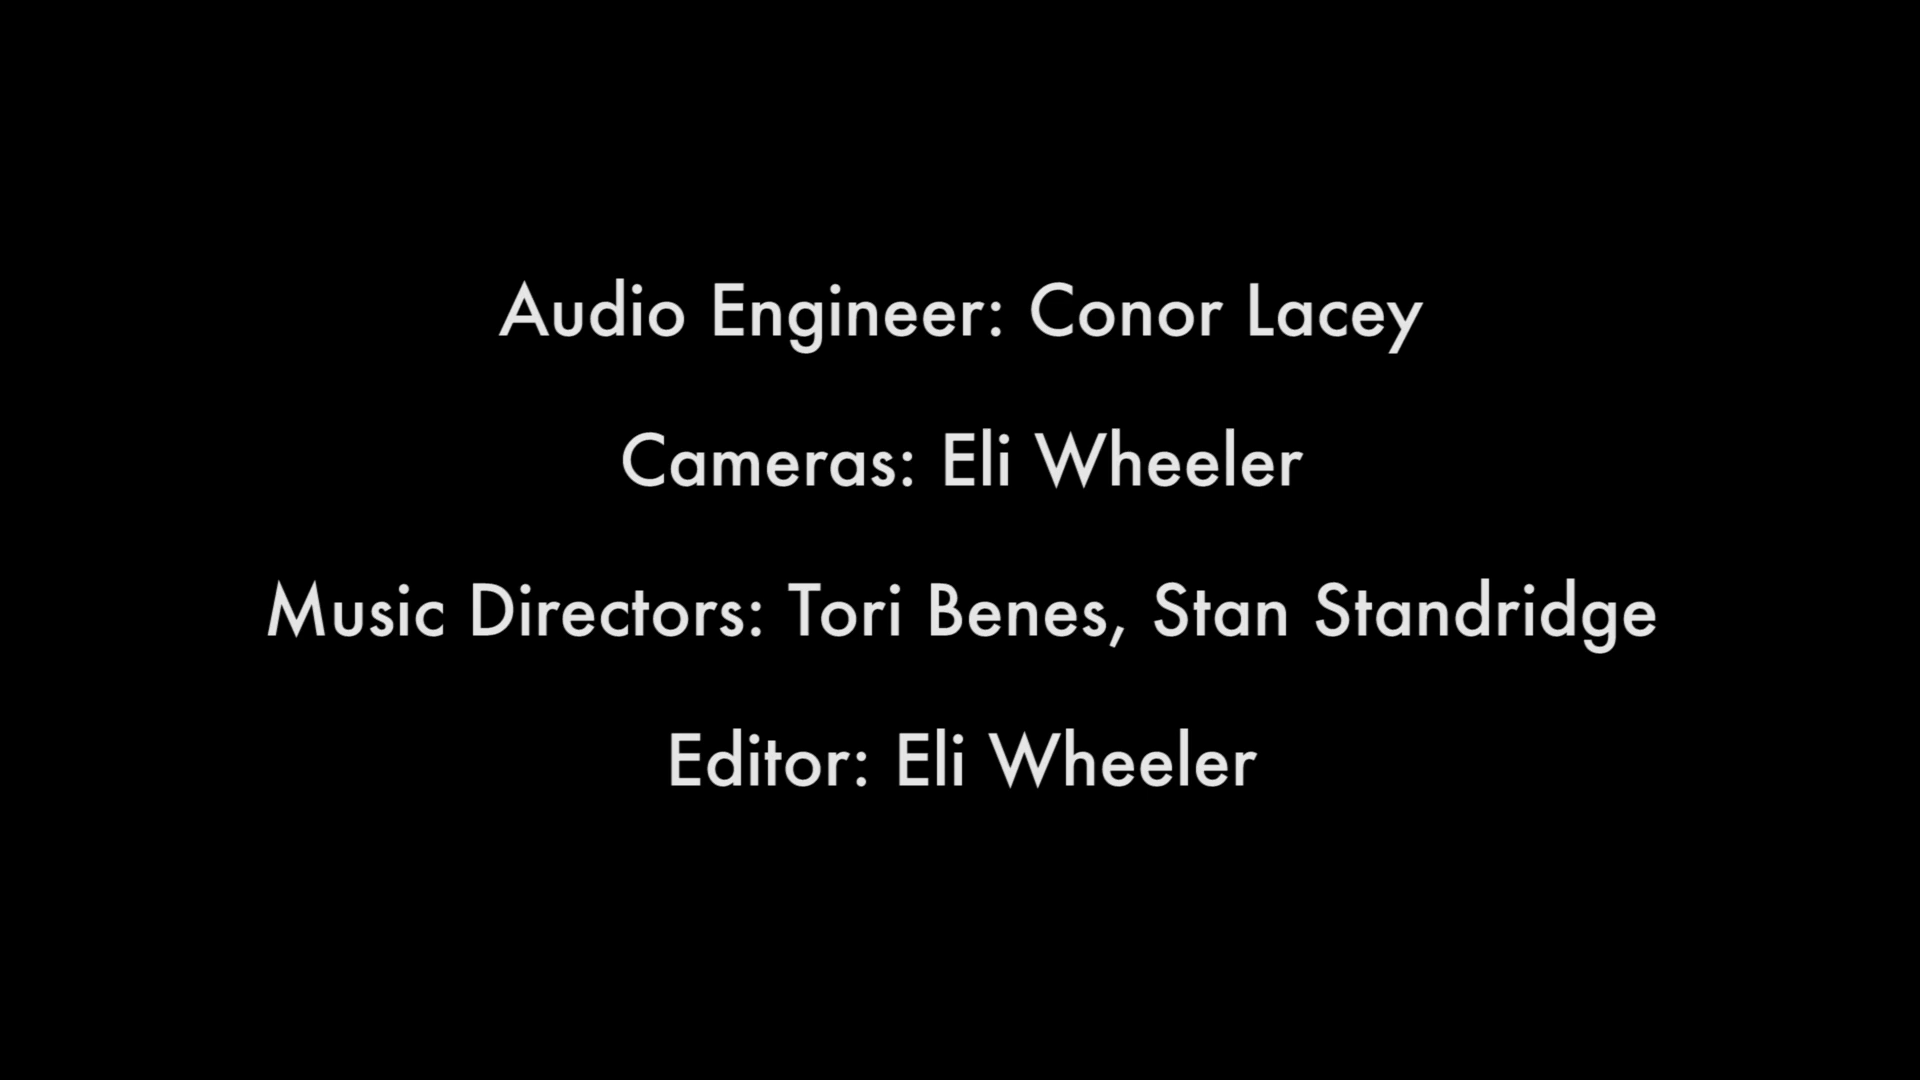 Audio Engineer: Conor Lacey
Cameras: Eli Wheeler
Music Directors: Tori Benes, Stan Standridge
Editor: Eli Wheeler